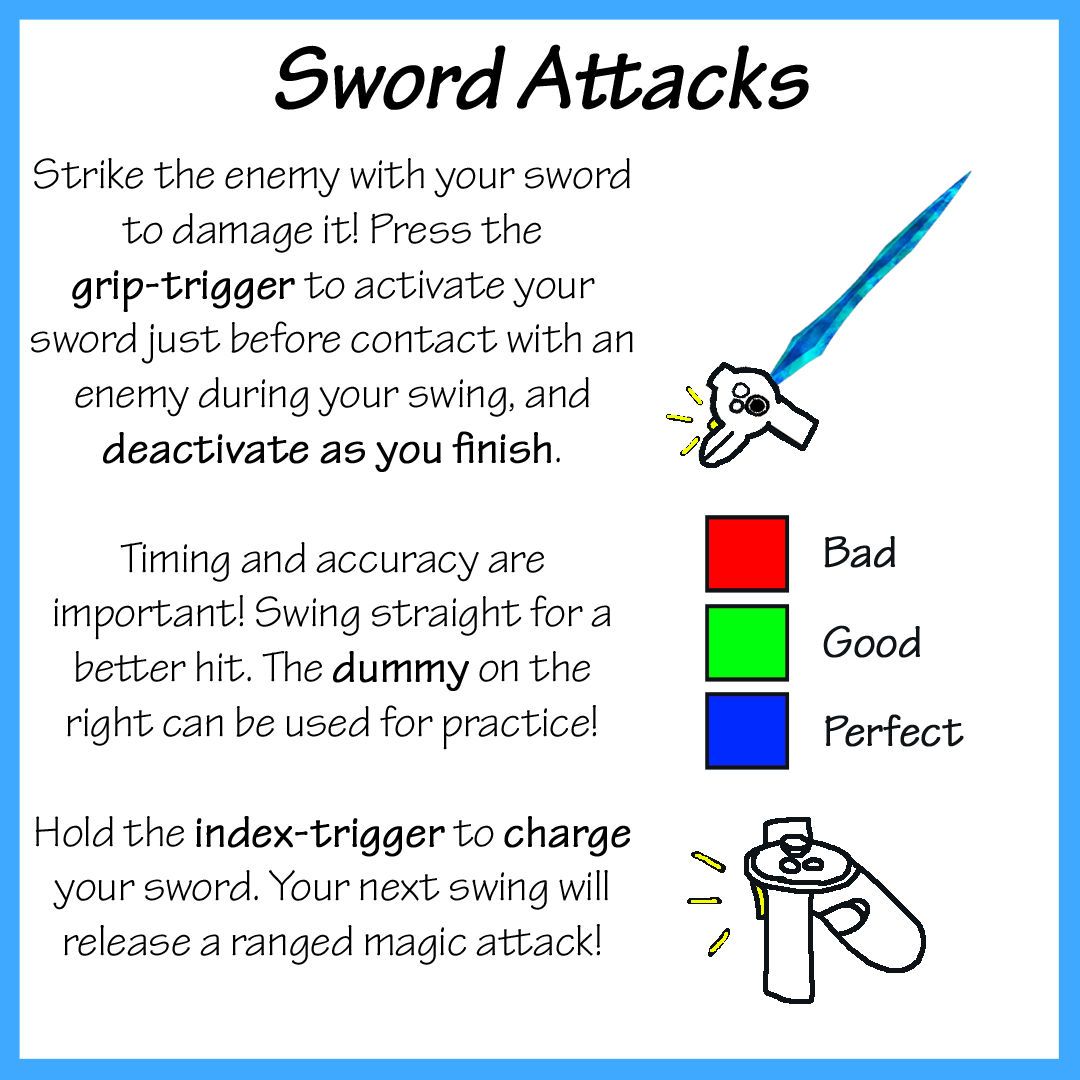 Sword Attacks
Strike the enemy with your sword
to damage it! Press the
grip-trigger to activate your
sword just before contact with an
enemy during your swing, and
deactivate as you finish.
Timing and accuracy are
important! Swing straight for a
better hit. The dummy on the
right can be used for practice!
Bad
Good
Perfect
Hold the index-trigger to charge
your sword. Your next swing will
release a ranged magic attack!